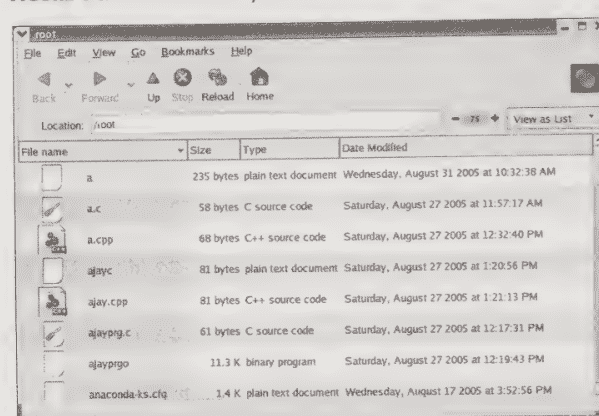 root
File Edit View Go Bookmarks Help
Back Forward Up Stop Reload Home
Location: /root - 75 + View as List
File name Size Type Date Modified
a 235 bytes plain text document Wednesday, August 31 2005 at 10:32:38 AM
a.c 58 bytes C source code Saturday, August 27 2005 at 11:57:17 AM
a.cpp 68 bytes C++ source code Saturday, August 27 2005 at 12:32:40 PM
ajayc 81 bytes plain text document Saturday, August 27 2005 at 1:20:56 PM
ajay.cpp 81 bytes C++ source code Saturday, August 27 2005 at 1:21:13 PM
ajayprg.c 61 bytes C source code Saturday, August 27 2005 at 12:17:31 PM
ajayprgo 11.3 K binary program Saturday, August 27 2005 at 12:19:43 PM
anaconda-ks.cfg 1.4 K plain text document Wednesday, August 17 2005 at 3:52:56 PM